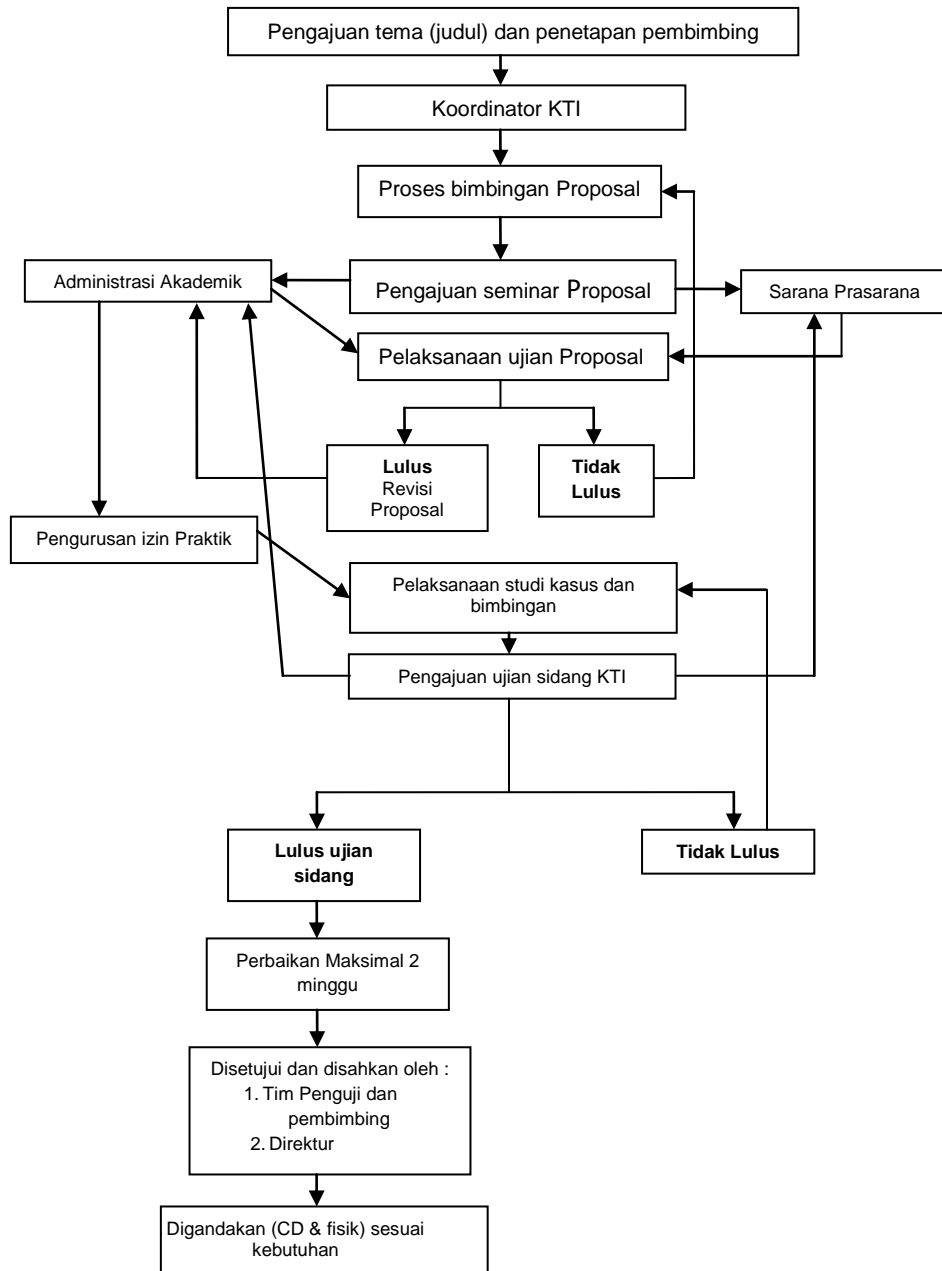 Pengajuan tema (judul) dan penetapan pembimbing
Koordinator KTI
Proses bimbingan Proposal
Administrasi Akademik
Pengajuan seminar Proposal
Sarana Prasarana
Pelaksanaan ujian Proposal
Lulus
Revisi
Proposal
Tidak
Lulus
Pengurusan izin Praktik
Pelaksanaan studi kasus dan
bimbingan
Pengajuan ujian sidang KTI
Lulus ujian
sidang
Tidak Lulus
Perbaikan Maksimal 2
minggu
Disetujui dan disahkan oleh :
1. Tim Penguji dan
pembimbing
2. Direktur
Digandakan (CD & fisik) sesuai
kebutuhan